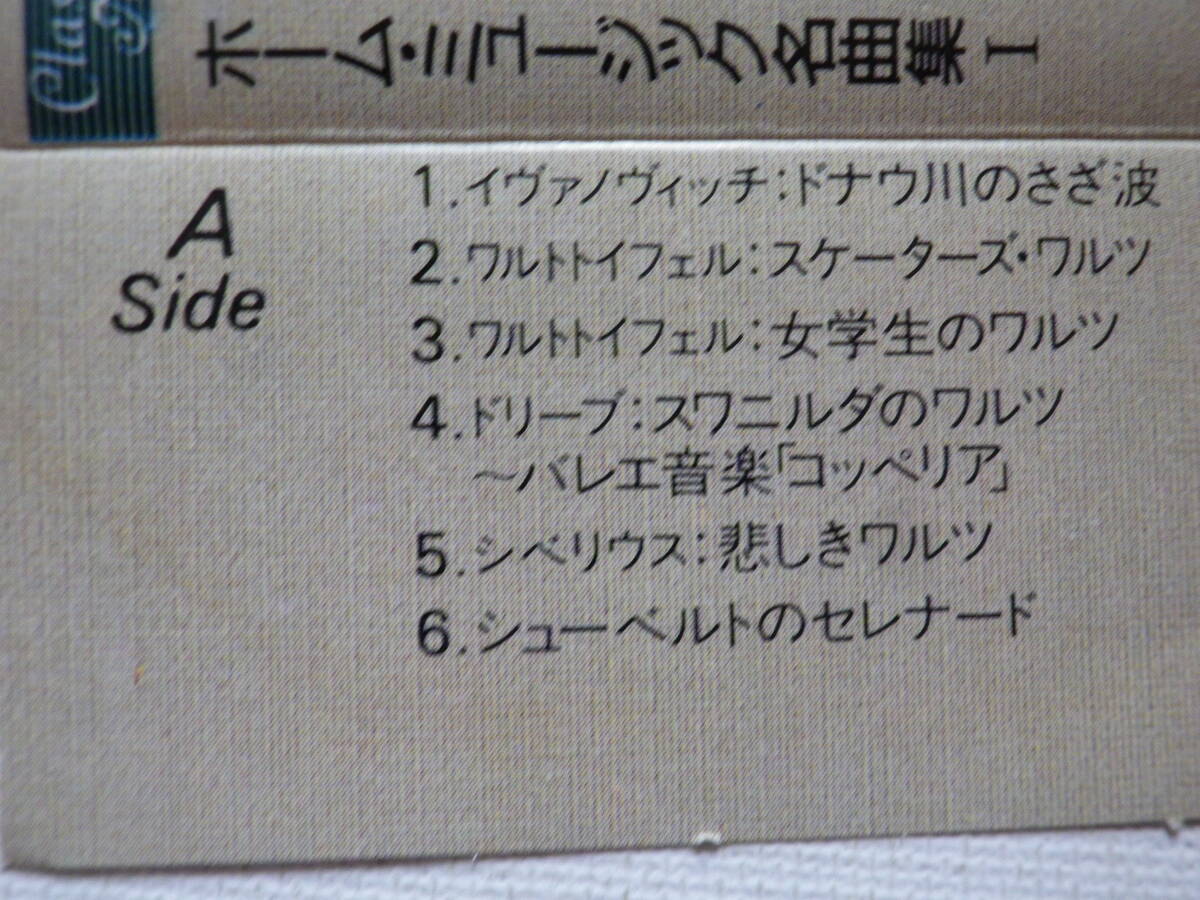 ホーム・ミュージック名曲集 I
A
Side
1.イヴァノヴィッチ:ドナウ川のさざ波
2.ワルトトイフェル:スケーターズ・ワルツ
3.ワルトトイフェル:女学生のワルツ
4.ドリーブ:スワニルダのワルツ
〜バレエ音楽「コッペリア」
5.シベリウス:悲しきワルツ
6.シューベルトのセレナード